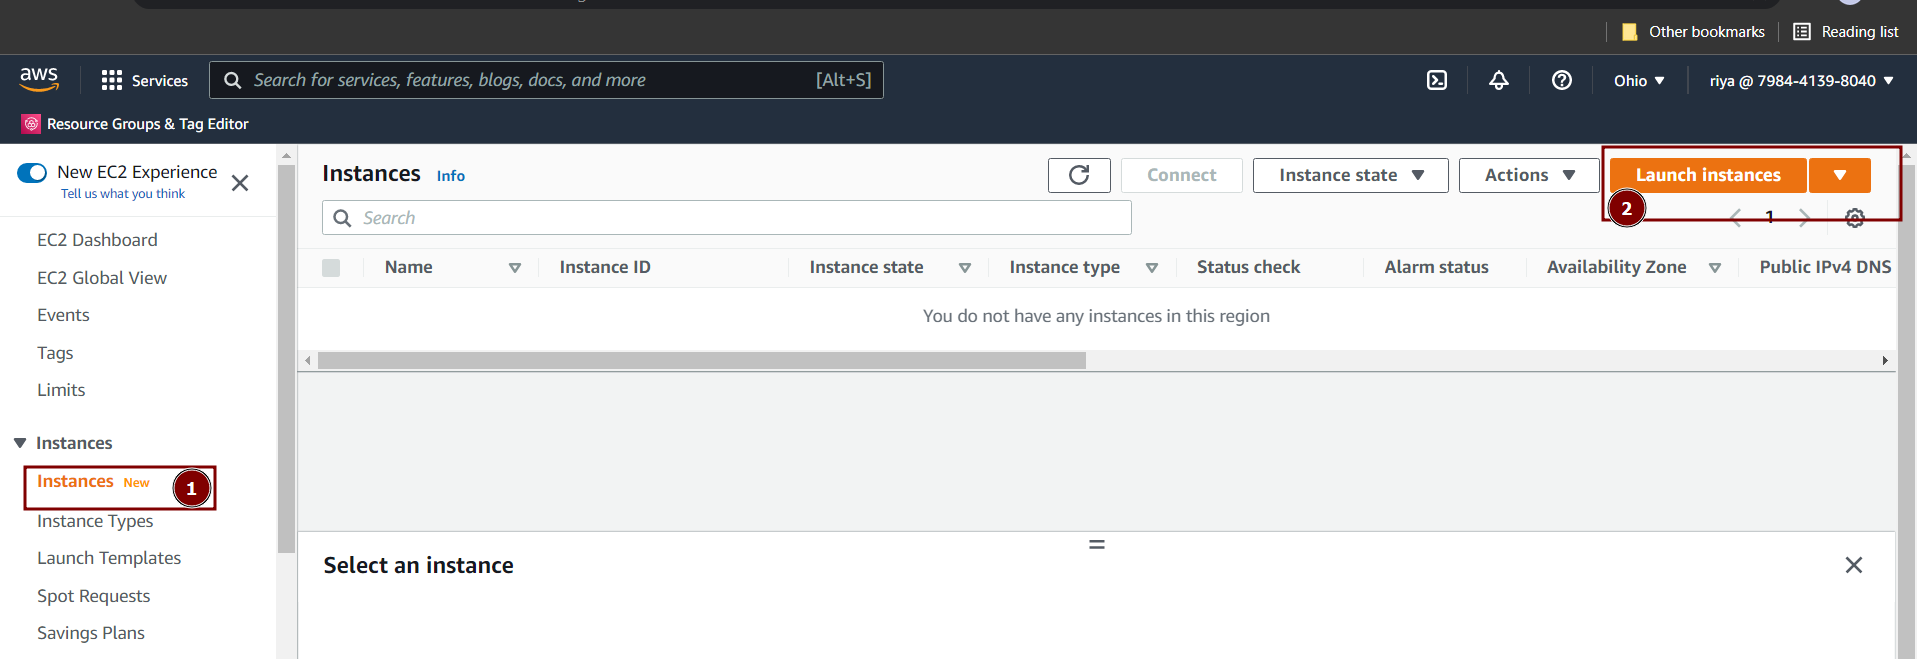 Other bookmarks
Reading list
aws
Services
Search for services, features, blogs, docs, and more
[Alt+S]
Ohio
riya @ 7984-4139-8040
Resource Groups & Tag Editor
New EC2 Experience
Tell us what you think
EC2 Dashboard
EC2 Global View
Events
Tags
Limits
Instances
Instances New
1
Instance Types
Launch Templates
Spot Requests
Savings Plans
Instances Info
Connect
Instance state
Actions
Launch instances
2
Search
1
Name
Instance ID
Instance state
Instance type
Status check
Alarm status
Availability Zone
Public IPv4 DNS
You do not have any instances in this region
Select an instance